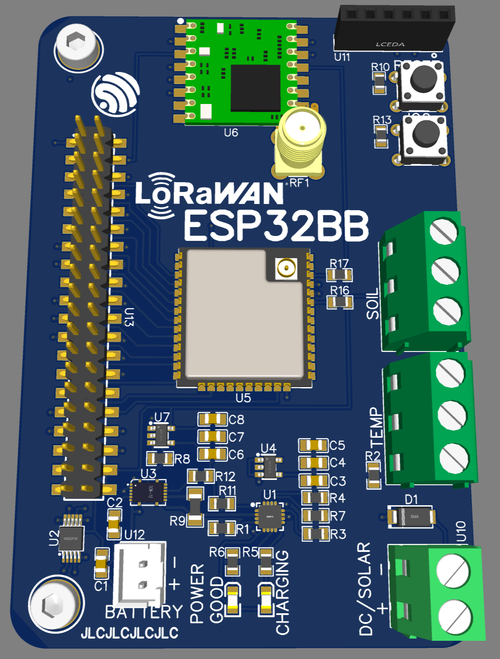 U11
LCEDA
R10
U6
R13
RF1
LoRaWAN
ESP32BB
R17
R16
SOIL
U13
U5
U7
C8
C7
C6
R8
U4
C5
C4
C3
TEMP
R2
R12
U3
R11
U1
R4
R9
R7
R1
R3
C2
D1
U2
U12
U10
C1
R6
R5
- +
BATTERY
POWER
GOOD
CHARGING
DC/SOLAR
- +
JLCJLCJLCJLC